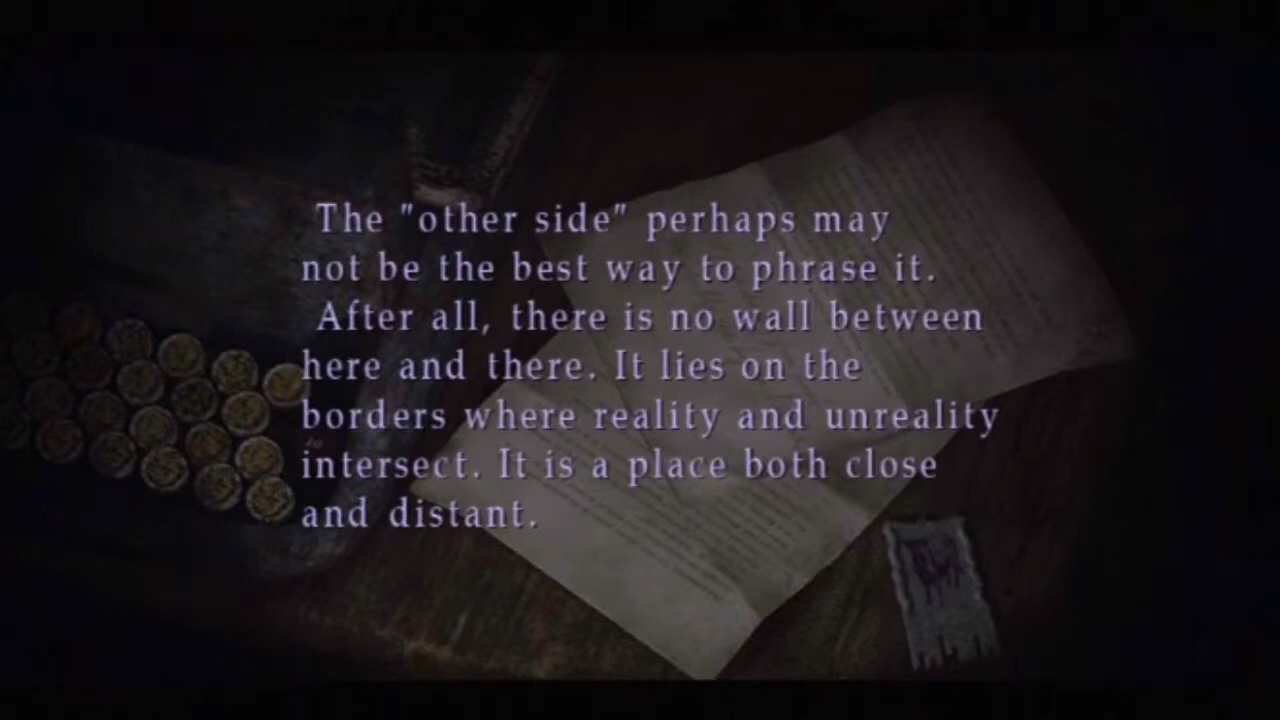 The "other side" perhaps may
not be the best way to phrase it.
After all, there is no wall between
here and there. It lies on the
borders where reality and unreality
intersect. It is a place both close
and distant.